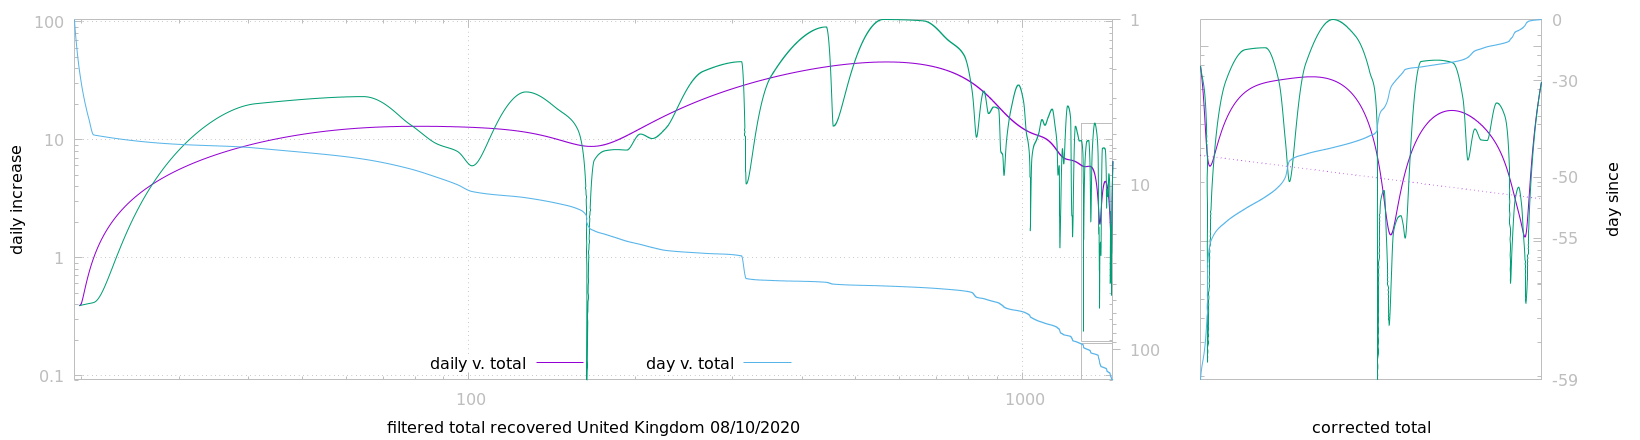 100
10
1
0.1
daily increase
100
1000
1
10
100
daily v. total
day v. total
filtered total recovered United Kingdom 08/10/2020
0
-30
-50
-55
-59
day since
corrected total